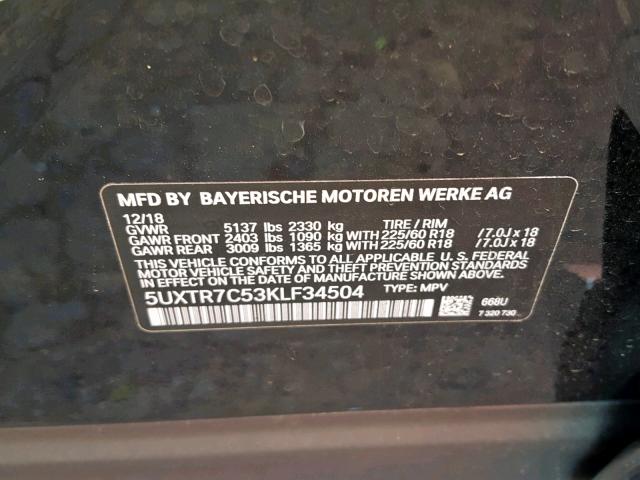 MFD BY BAYERISCHE MOTOREN WERKE AG
12/18
GVWR 5137 lbs 2330 kg TIRE / RIM
GAWR FRONT 2403 lbs 1090 kg WITH 225/60 R18 /7.0J x 18
GAWR REAR 3009 lbs 1365 kg WITH 225/60 R18 /7.0J x 18
THIS VEHICLE CONFORMS TO ALL APPLICABLE U. S. FEDERAL
MOTOR VEHICLE SAFETY, BUMPER, AND THEFT PREVENTION STANDARDS
IN EFFECT ON THE DATE OF MANUFACTURE SHOWN ABOVE.
5UXTR7C53KLF34504 TYPE: MPV
668U
7 320 730